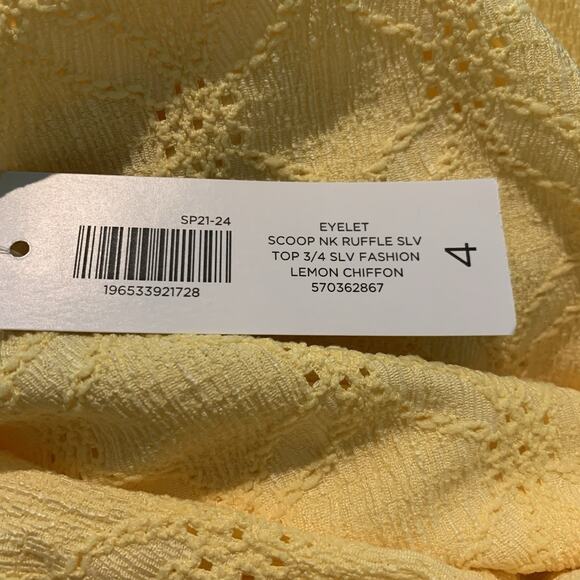 SP21-24
196533921728
EYELET
SCOOP NK RUFFLE SLV
TOP 3/4 SLV FASHION
LEMON CHIFFON
570362867
4